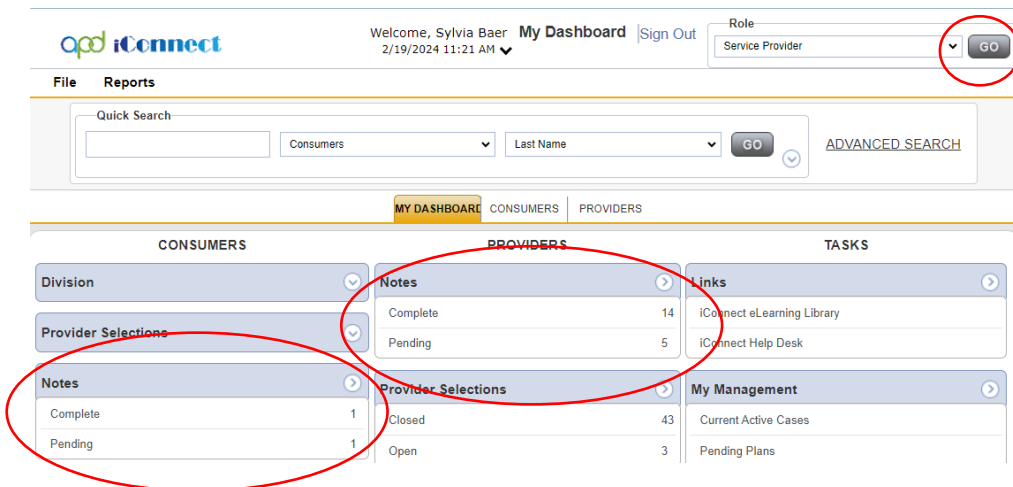 apd iConnect
Welcome, Sylvia Baer My Dashboard Sign Out
2/19/2024 11:21 AM
Role
Service Provider
GO
File Reports
Quick Search
Consumers
Last Name
GO
ADVANCED SEARCH
MY DASHBOARD CONSUMERS PROVIDERS
CONSUMERS
Division
Provider Selections
Notes
Complete 1
Pending 1
PROVIDERS
Notes
Complete 14
Pending 5
Provider Selections
Closed 43
Open 3
TASKS
Links
iConnect eLearning Library
iConnect Help Desk
My Management
Current Active Cases
Pending Plans